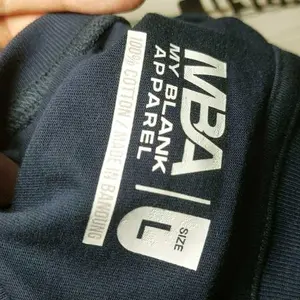 MBA
MY BLANK
APPAREL
100% COTTON / MADE IN BANDUNG
SIZE
L